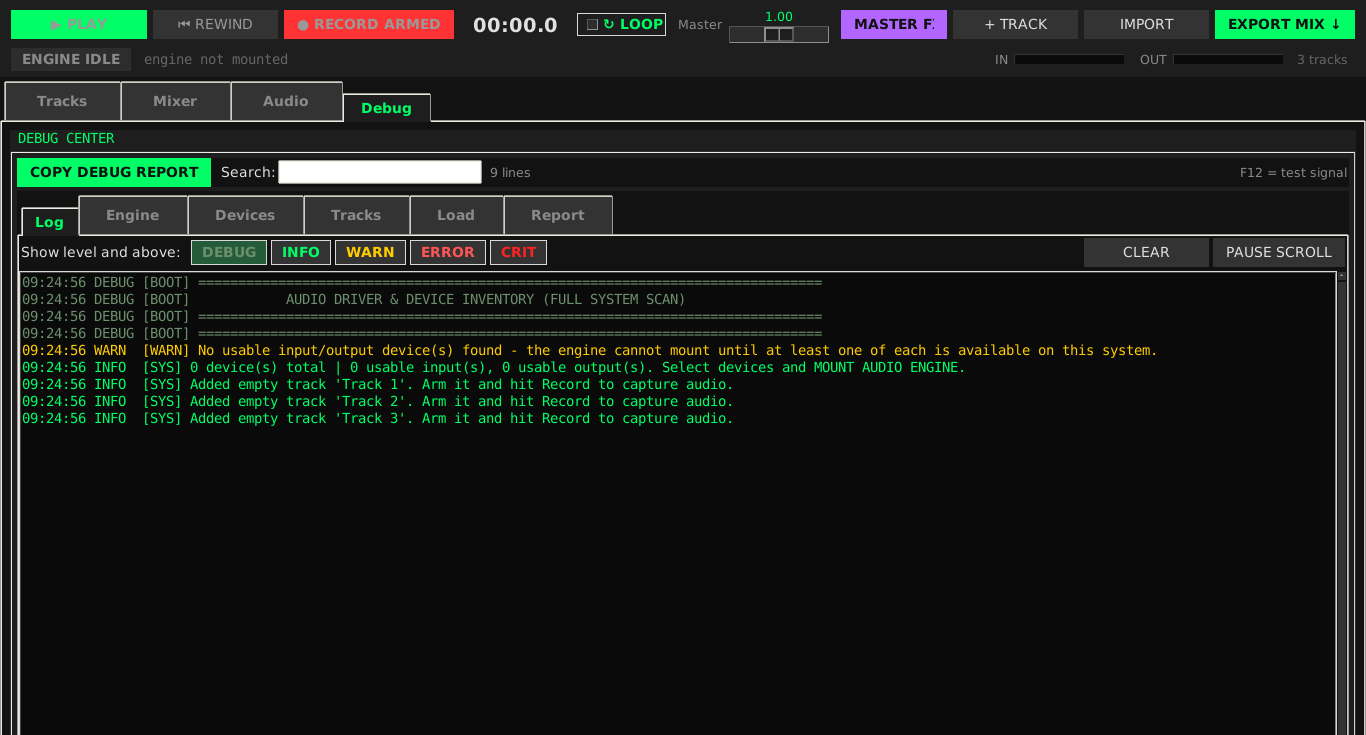 ▶ PLAY ⏮ REWIND ● RECORD ARMED 00:00.0 ↻ LOOP Master 1.00 MASTER F + TRACK IMPORT EXPORT MIX ↓
ENGINE IDLE engine not mounted IN OUT 3 tracks
Tracks Mixer Audio Debug
DEBUG CENTER
COPY DEBUG REPORT Search: 9 lines F12 = test signal
Log Engine Devices Tracks Load Report
Show level and above: DEBUG INFO WARN ERROR CRIT CLEAR PAUSE SCROLL
09:24:56 DEBUG [BOOT] ==============================================================================
09:24:56 DEBUG [BOOT]            AUDIO DRIVER & DEVICE INVENTORY (FULL SYSTEM SCAN)
09:24:56 DEBUG [BOOT] ==============================================================================
09:24:56 DEBUG [BOOT] ==============================================================================
09:24:56 WARN  [WARN] No usable input/output device(s) found - the engine cannot mount until at least one of each is available on this system.
09:24:56 INFO  [SYS] 0 device(s) total | 0 usable input(s), 0 usable output(s). Select devices and MOUNT AUDIO ENGINE.
09:24:56 INFO  [SYS] Added empty track 'Track 1'. Arm it and hit Record to capture audio.
09:24:56 INFO  [SYS] Added empty track 'Track 2'. Arm it and hit Record to capture audio.
09:24:56 INFO  [SYS] Added empty track 'Track 3'. Arm it and hit Record to capture audio.